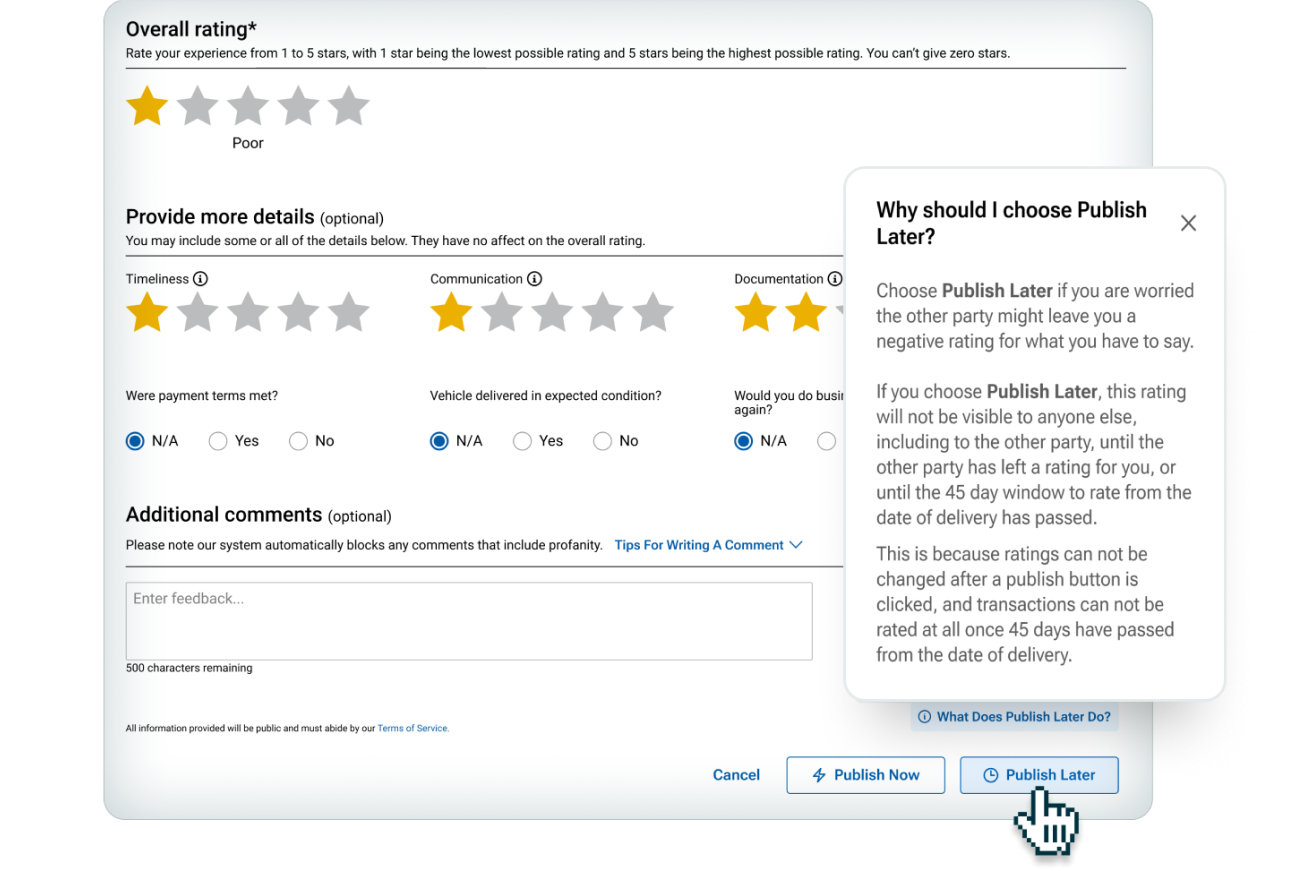 Overall rating*
Rate your experience from 1 to 5 stars, with 1 star being the lowest possible rating and 5 stars being the highest possible rating. You can’t give zero stars.
Poor
Provide more details (optional)
You may include some or all of the details below. They have no affect on the overall rating.
Timeliness
Communication
Documentation
Were payment terms met?
Vehicle delivered in expected condition?
Would you do
again?
N/A Yes No
N/A Yes No
N/A
Additional comments (optional)
Please note our system automatically blocks any comments that include profanity. Tips For Writing A Comment
Enter feedback...
500 characters remaining
All information provided will be public and must abide by our Terms of Service.
Why should I choose Publish
Later?
Choose Publish Later if you are worried
the other party might leave you a
negative rating for what you have to say.
If you choose Publish Later, this rating
will not be visible to anyone else,
including to the other party, until the
other party has left a rating for you, or
until the 45 day window to rate from the
date of delivery has passed.
This is because ratings can not be
changed after a publish button is
clicked, and transactions can not be
rated at all once 45 days have passed
from the date of delivery.
What Does Publish Later Do?
Cancel
Publish Now
Publish Later